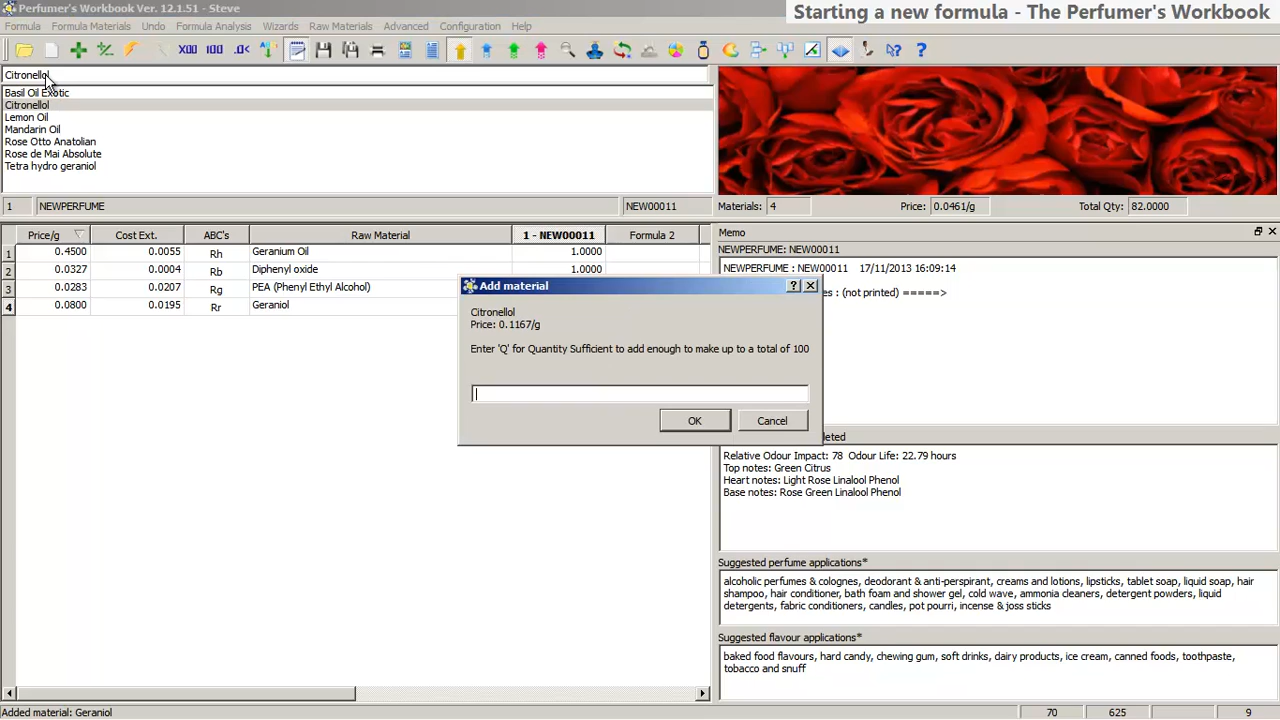 Perfumer's Workbook Ver. 12.1.51 - Steve
Starting a new formula - The Perfumer's Workbook
Formula Formula Materials Undo Formula Analysis Wizards Raw Materials Advanced Configuration Help
X00 100 .0<
Citronellol
Basil Oil Exotic
Citronellol
Lemon Oil
Mandarin Oil
Rose Otto Anatolian
Rose de Mai Absolute
Tetra hydro geraniol
1 NEWPERFUME NEW00011 Materials: 4 Price: 0.0461/g Total Qty: 82.0000
Price/g Cost Ext. ABC's Raw Material 1 - NEW00011 Formula 2
1 0.4500 0.0055 Rh Geranium Oil 1.0000
2 0.0327 0.0004 Rb Diphenyl oxide 1.0000
3 0.0283 0.0207 Rg PEA (Phenyl Ethyl Alcohol)
4 0.0800 0.0195 Rr Geraniol
Add material
Citronellol
Price: 0.1167/g
Enter 'Q' for Quantity Sufficient to add enough to make up to a total of 100
OK Cancel
Memo
NEWPERFUME: NEW00011
NEWPERFUME : NEW00011 17/11/2013 16:09:14
es : (not printed) =====>
leted
Relative Odour Impact: 78 Odour Life: 22.79 hours
Top notes: Green Citrus
Heart notes: Light Rose Linalool Phenol
Base notes: Rose Green Linalool Phenol
Suggested perfume applications*
alcoholic perfumes & colognes, deodorant & anti-perspirant, creams and lotions, lipsticks, tablet soap, liquid soap, hair
shampoo, hair conditioner, bath foam and shower gel, cold wave, ammonia cleaners, detergent powders, liquid
detergents, fabric conditioners, candles, pot pourri, incense & joss sticks
Suggested flavour applications*
baked food flavours, hard candy, chewing gum, soft drinks, dairy products, ice cream, canned foods, toothpaste,
tobacco and snuff
Added material: Geraniol 70 625 9